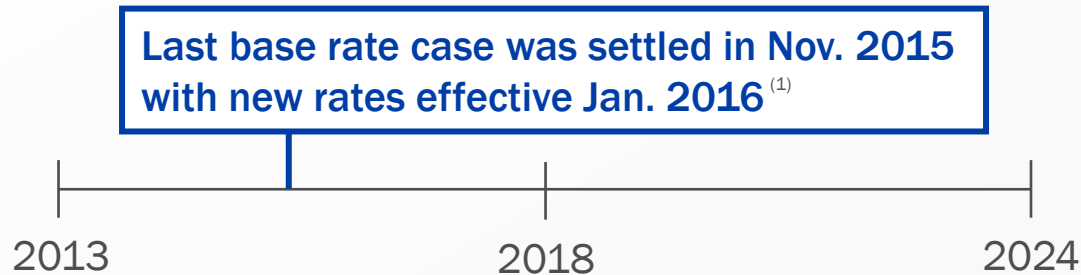 Last base rate case was settled in Nov. 2015
with new rates effective Jan. 2016 (1)
2013
2018
2024